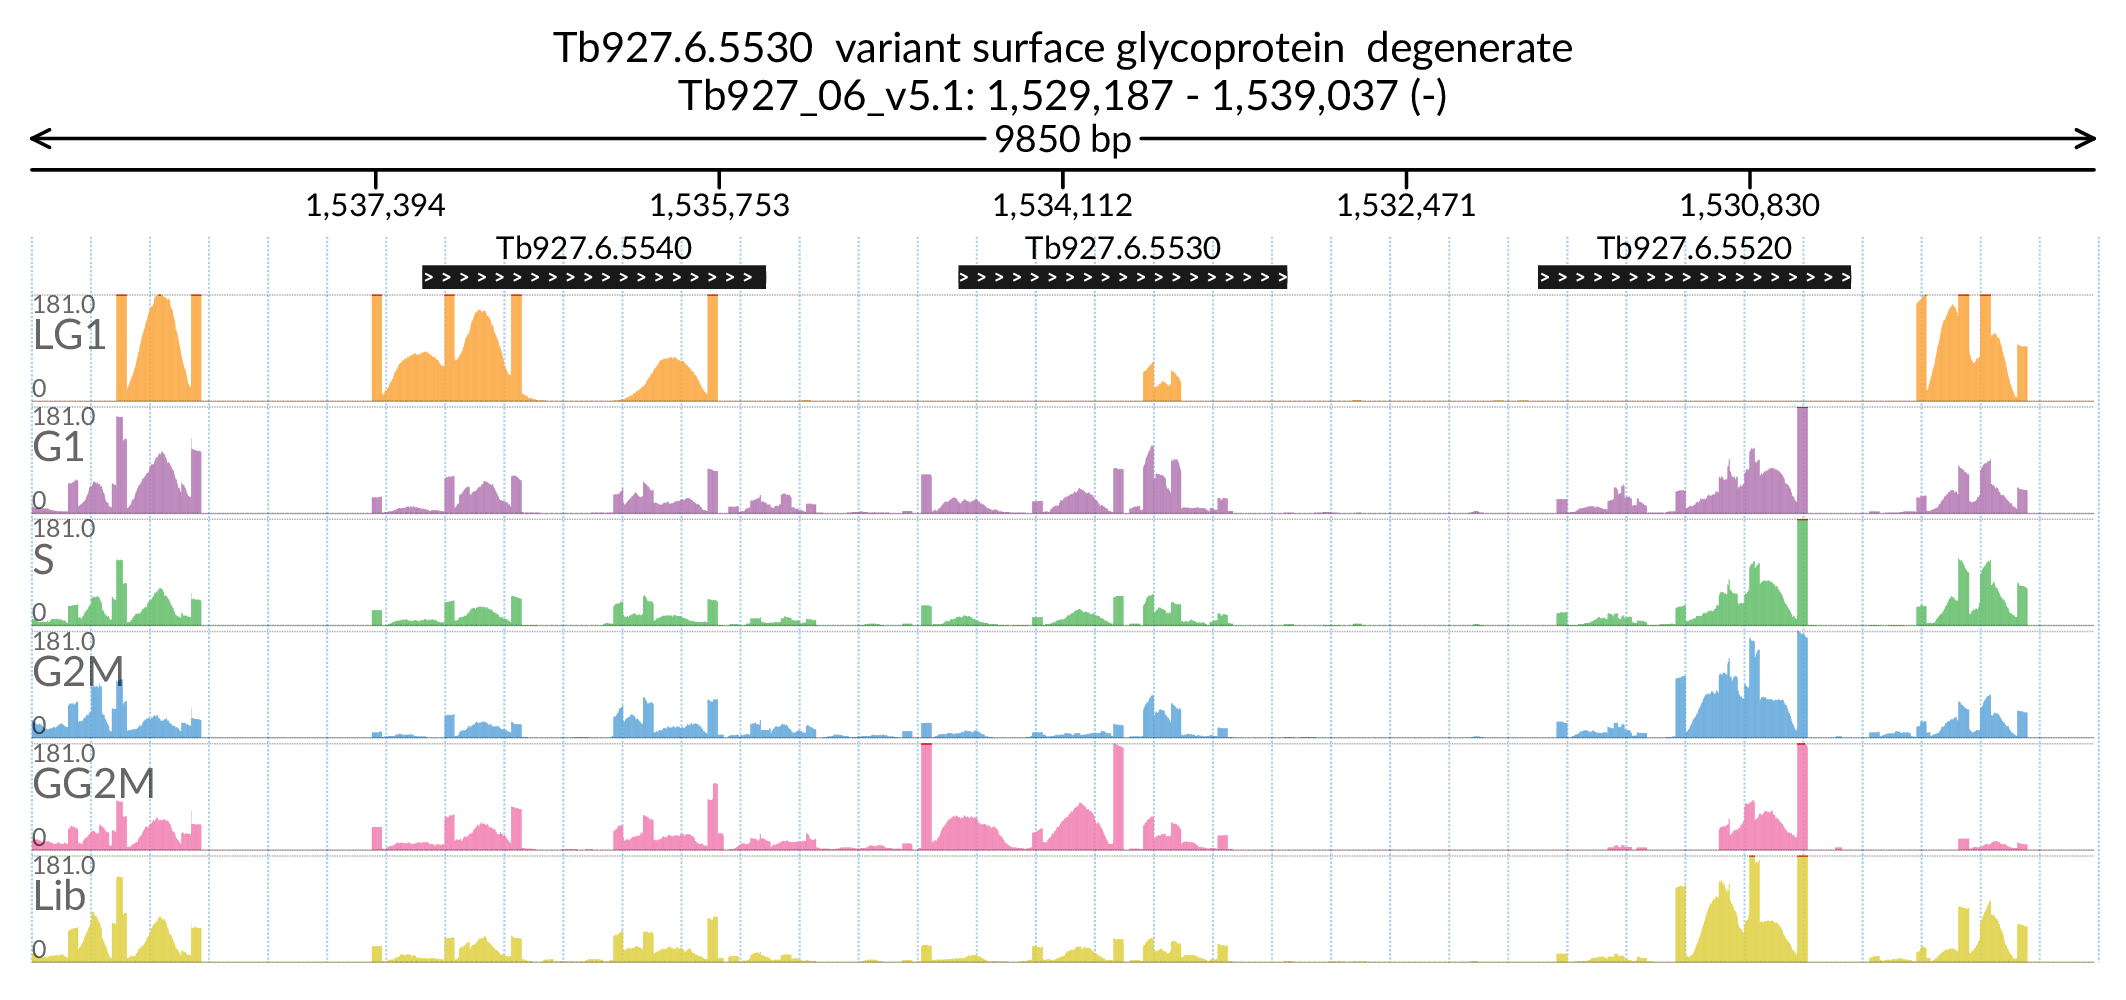 Tb927.6.5530  variant surface glycoprotein  degenerate
Tb927_06_v5.1: 1,529,187 - 1,539,037 (-)
9850 bp
1,537,394 1,535,753 1,534,112 1,532,471 1,530,830
Tb927.6.5540 Tb927.6.5530 Tb927.6.5520
181.0
LG1
0
181.0
G1
0
181.0
S
0
181.0
G2M
0
181.0
GG2M
0
181.0
Lib
0